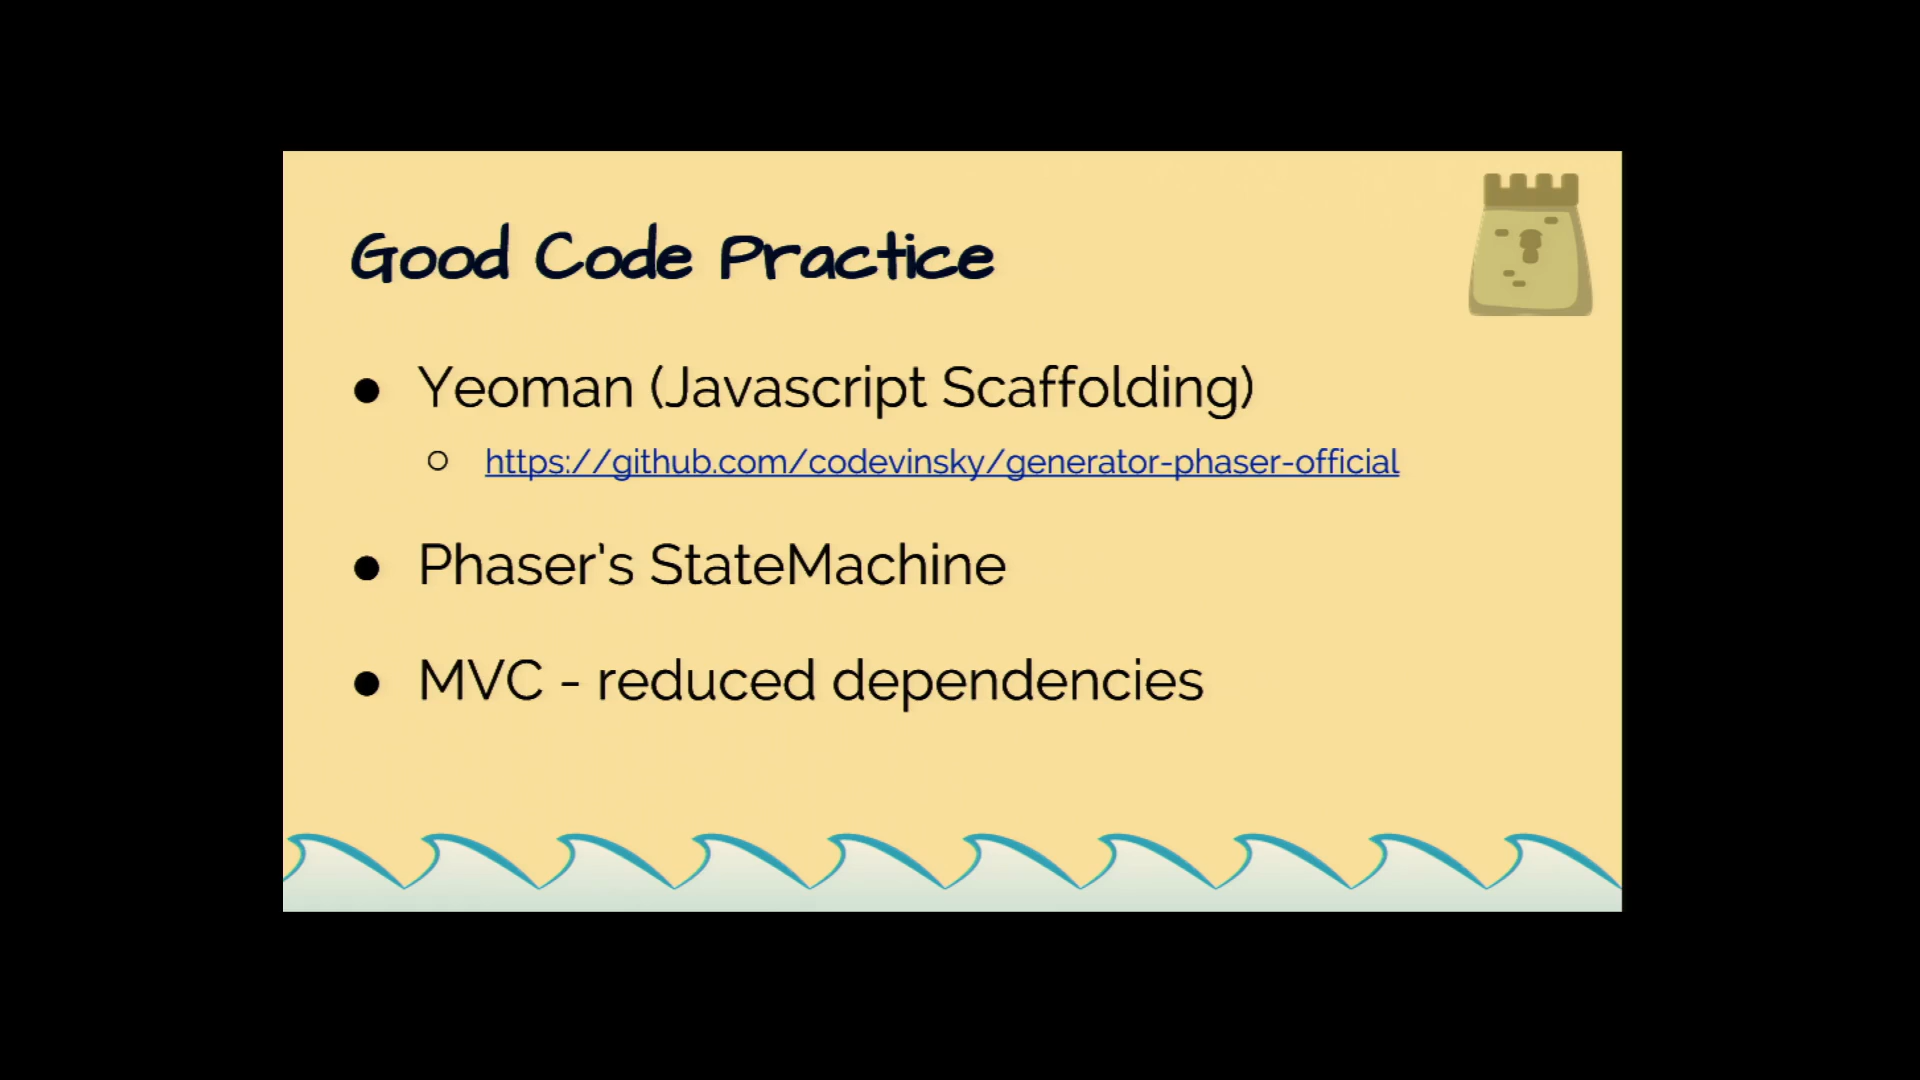 Good Code Practice
● Yeoman (Javascript Scaffolding)
○ https://github.com/codevinsky/generator-phaser-official
● Phaser's StateMachine
● MVC - reduced dependencies